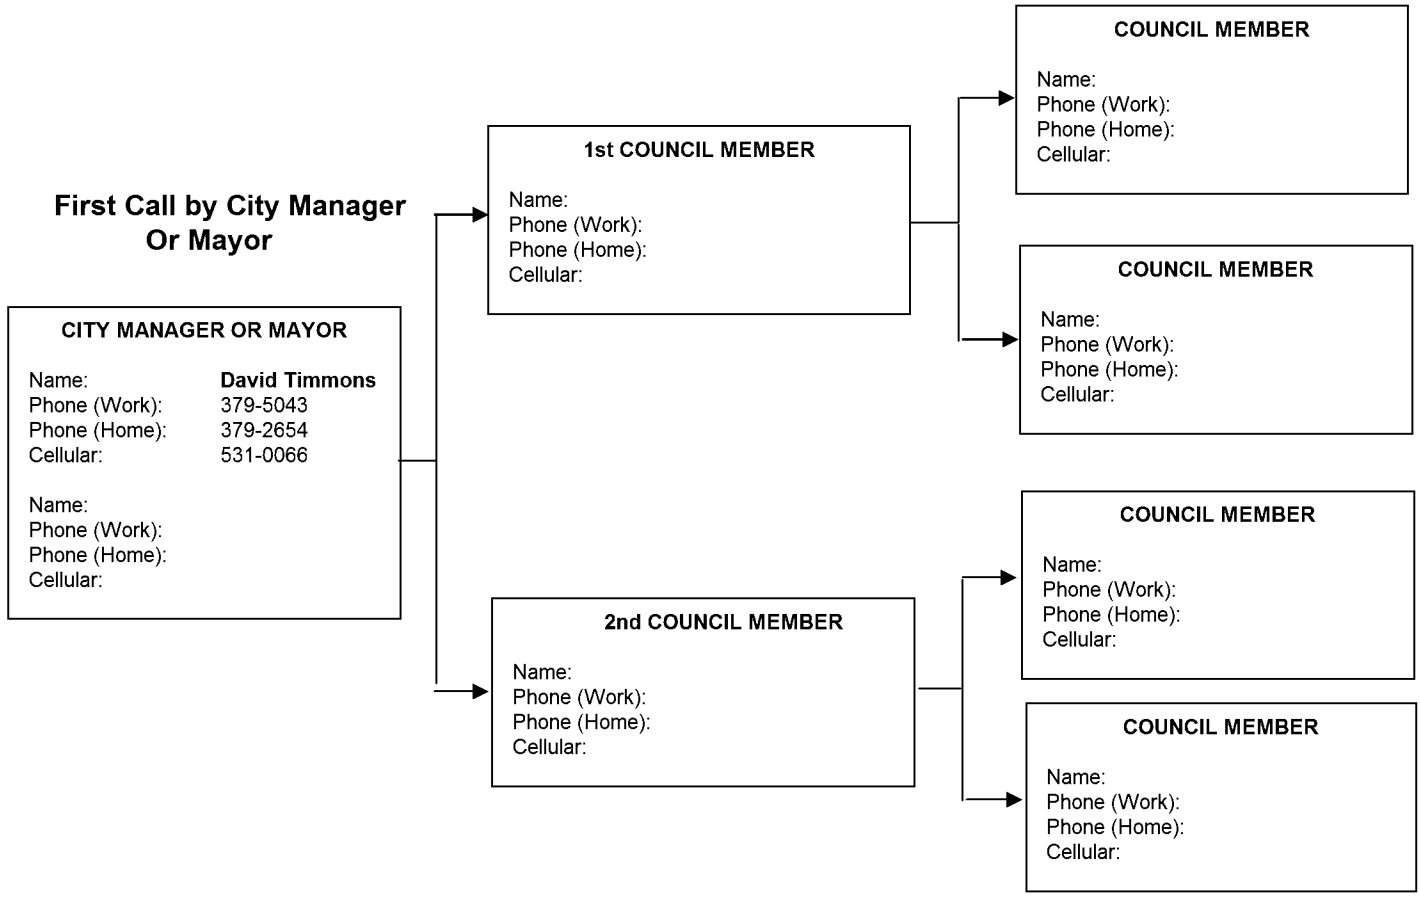 First Call by City Manager
Or Mayor
CITY MANAGER OR MAYOR
Name: David Timmons
Phone (Work): 379-5043
Phone (Home): 379-2654
Cellular: 531-0066
Name:
Phone (Work):
Phone (Home):
Cellular:
1st COUNCIL MEMBER
Name:
Phone (Work):
Phone (Home):
Cellular:
2nd COUNCIL MEMBER
Name:
Phone (Work):
Phone (Home):
Cellular:
COUNCIL MEMBER
Name:
Phone (Work):
Phone (Home):
Cellular:
COUNCIL MEMBER
Name:
Phone (Work):
Phone (Home):
Cellular:
COUNCIL MEMBER
Name:
Phone (Work):
Phone (Home):
Cellular:
COUNCIL MEMBER
Name:
Phone (Work):
Phone (Home):
Cellular: